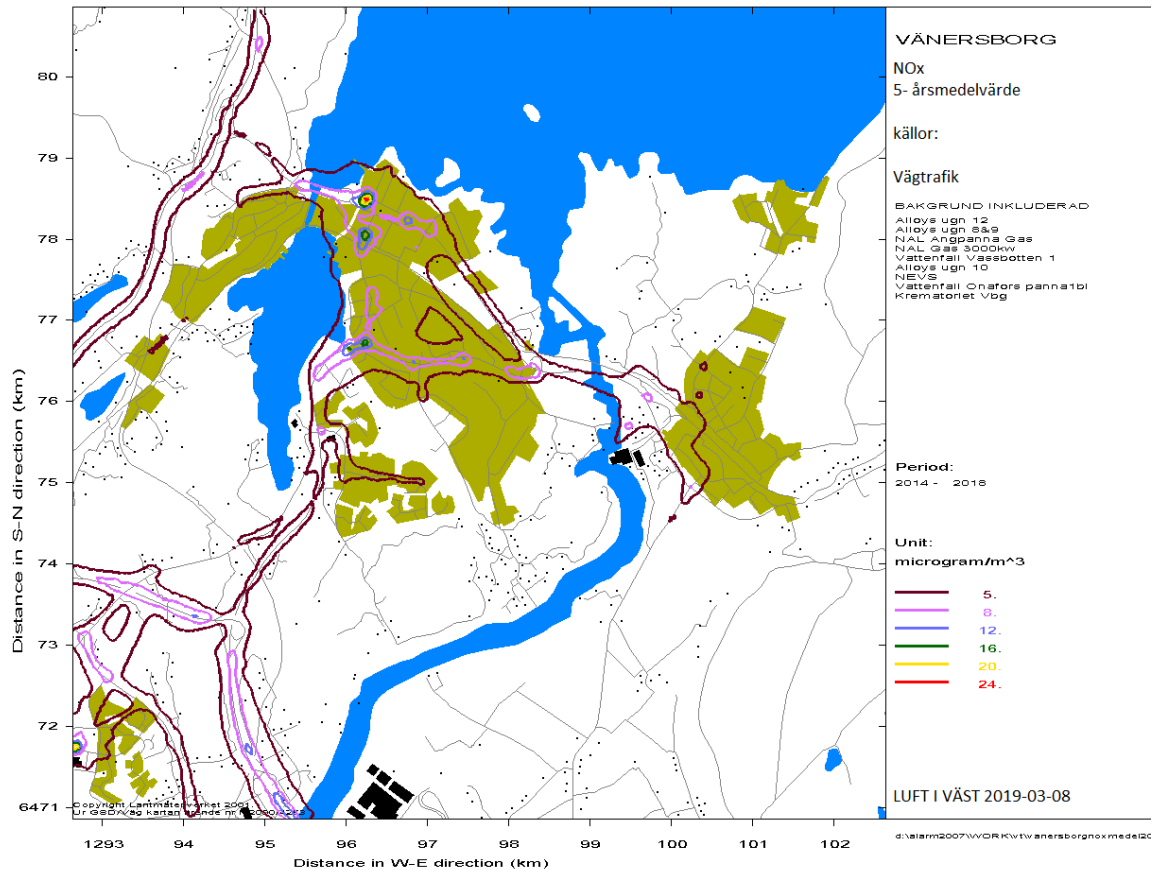 VÄNERSBORG
NOx
5- årsmedelvärde
källor:
Vägtrafik
BAKGRUND INKLUDERAD
Alloys ugn 12
Alloys ugn 8&9
NAL Angpanna Gas
NAL Gas 3000kw
Vattenfall Vassbotten 1
Alloys ugn 10
NEVS
Vattenfall Onafors panna1bl
Krematoriet Vbg
Period:
2014 - 2018
Unit:
microgram/m^3
5.
8.
12.
16.
20.
24.
LUFT I VÄST 2019-03-08
80
79
78
77
76
75
74
73
72
6471
Distance in S-N direction (km)
Copyright Lantmäteriverket 2001
Ur GSD
kartan
1293 94 95 96 97 98 99 100 101 102
Distance in W-E direction (km)